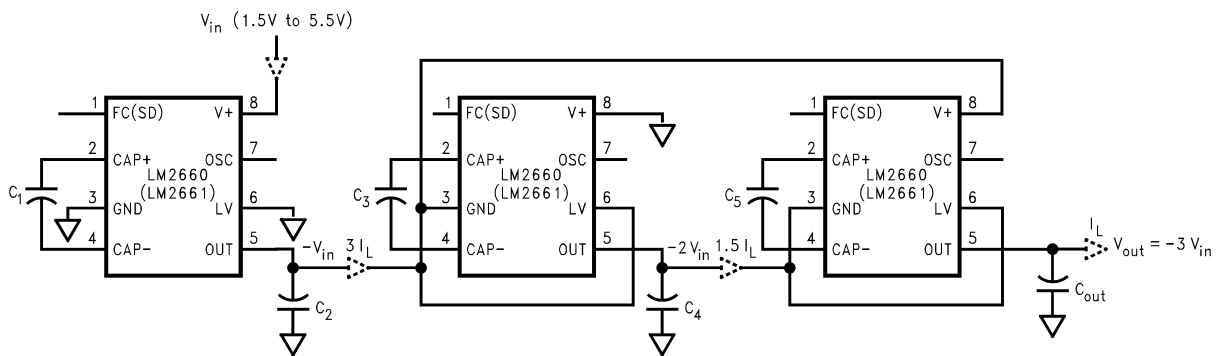 V_in (1.5V to 5.5V)
1 FC(SD) V+ 8
2 CAP+ OSC 7
LM2660
(LM2661)
C_1
3 GND LV 6
4 CAP− OUT 5
−V_in 3 I_L
C_2
1 FC(SD) V+ 8
2 CAP+ OSC 7
LM2660
(LM2661)
C_3
3 GND LV 6
4 CAP− OUT 5
−2 V_in 1.5 I_L
C_4
1 FC(SD) V+ 8
2 CAP+ OSC 7
LM2660
(LM2661)
C_5
3 GND LV 6
4 CAP− OUT 5
I_L
V_out = −3 V_in
C_out